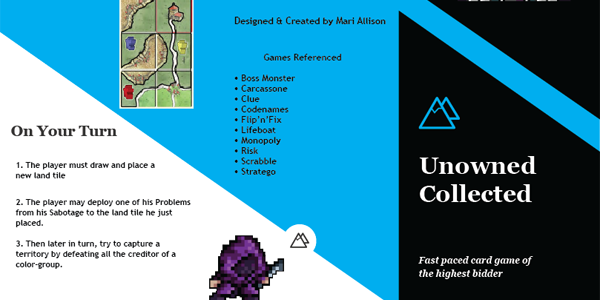 On Your Turn
1. The player must draw and place a
new land tile
2. The player may deploy one of his Problems
from his Sabotage to the land tile he just
placed.
3. Then later in turn, try to capture a
territory by defeating all the creditor of a
color-group.
Designed & Created by Mari Allison
Games Referenced
• Boss Monster
• Carcassone
• Clue
• Codenames
• Flip'n'Fix
• Lifeboat
• Monopoly
• Risk
• Scrabble
• Stratego
Unowned
Collected
Fast paced card game of
the highest bidder